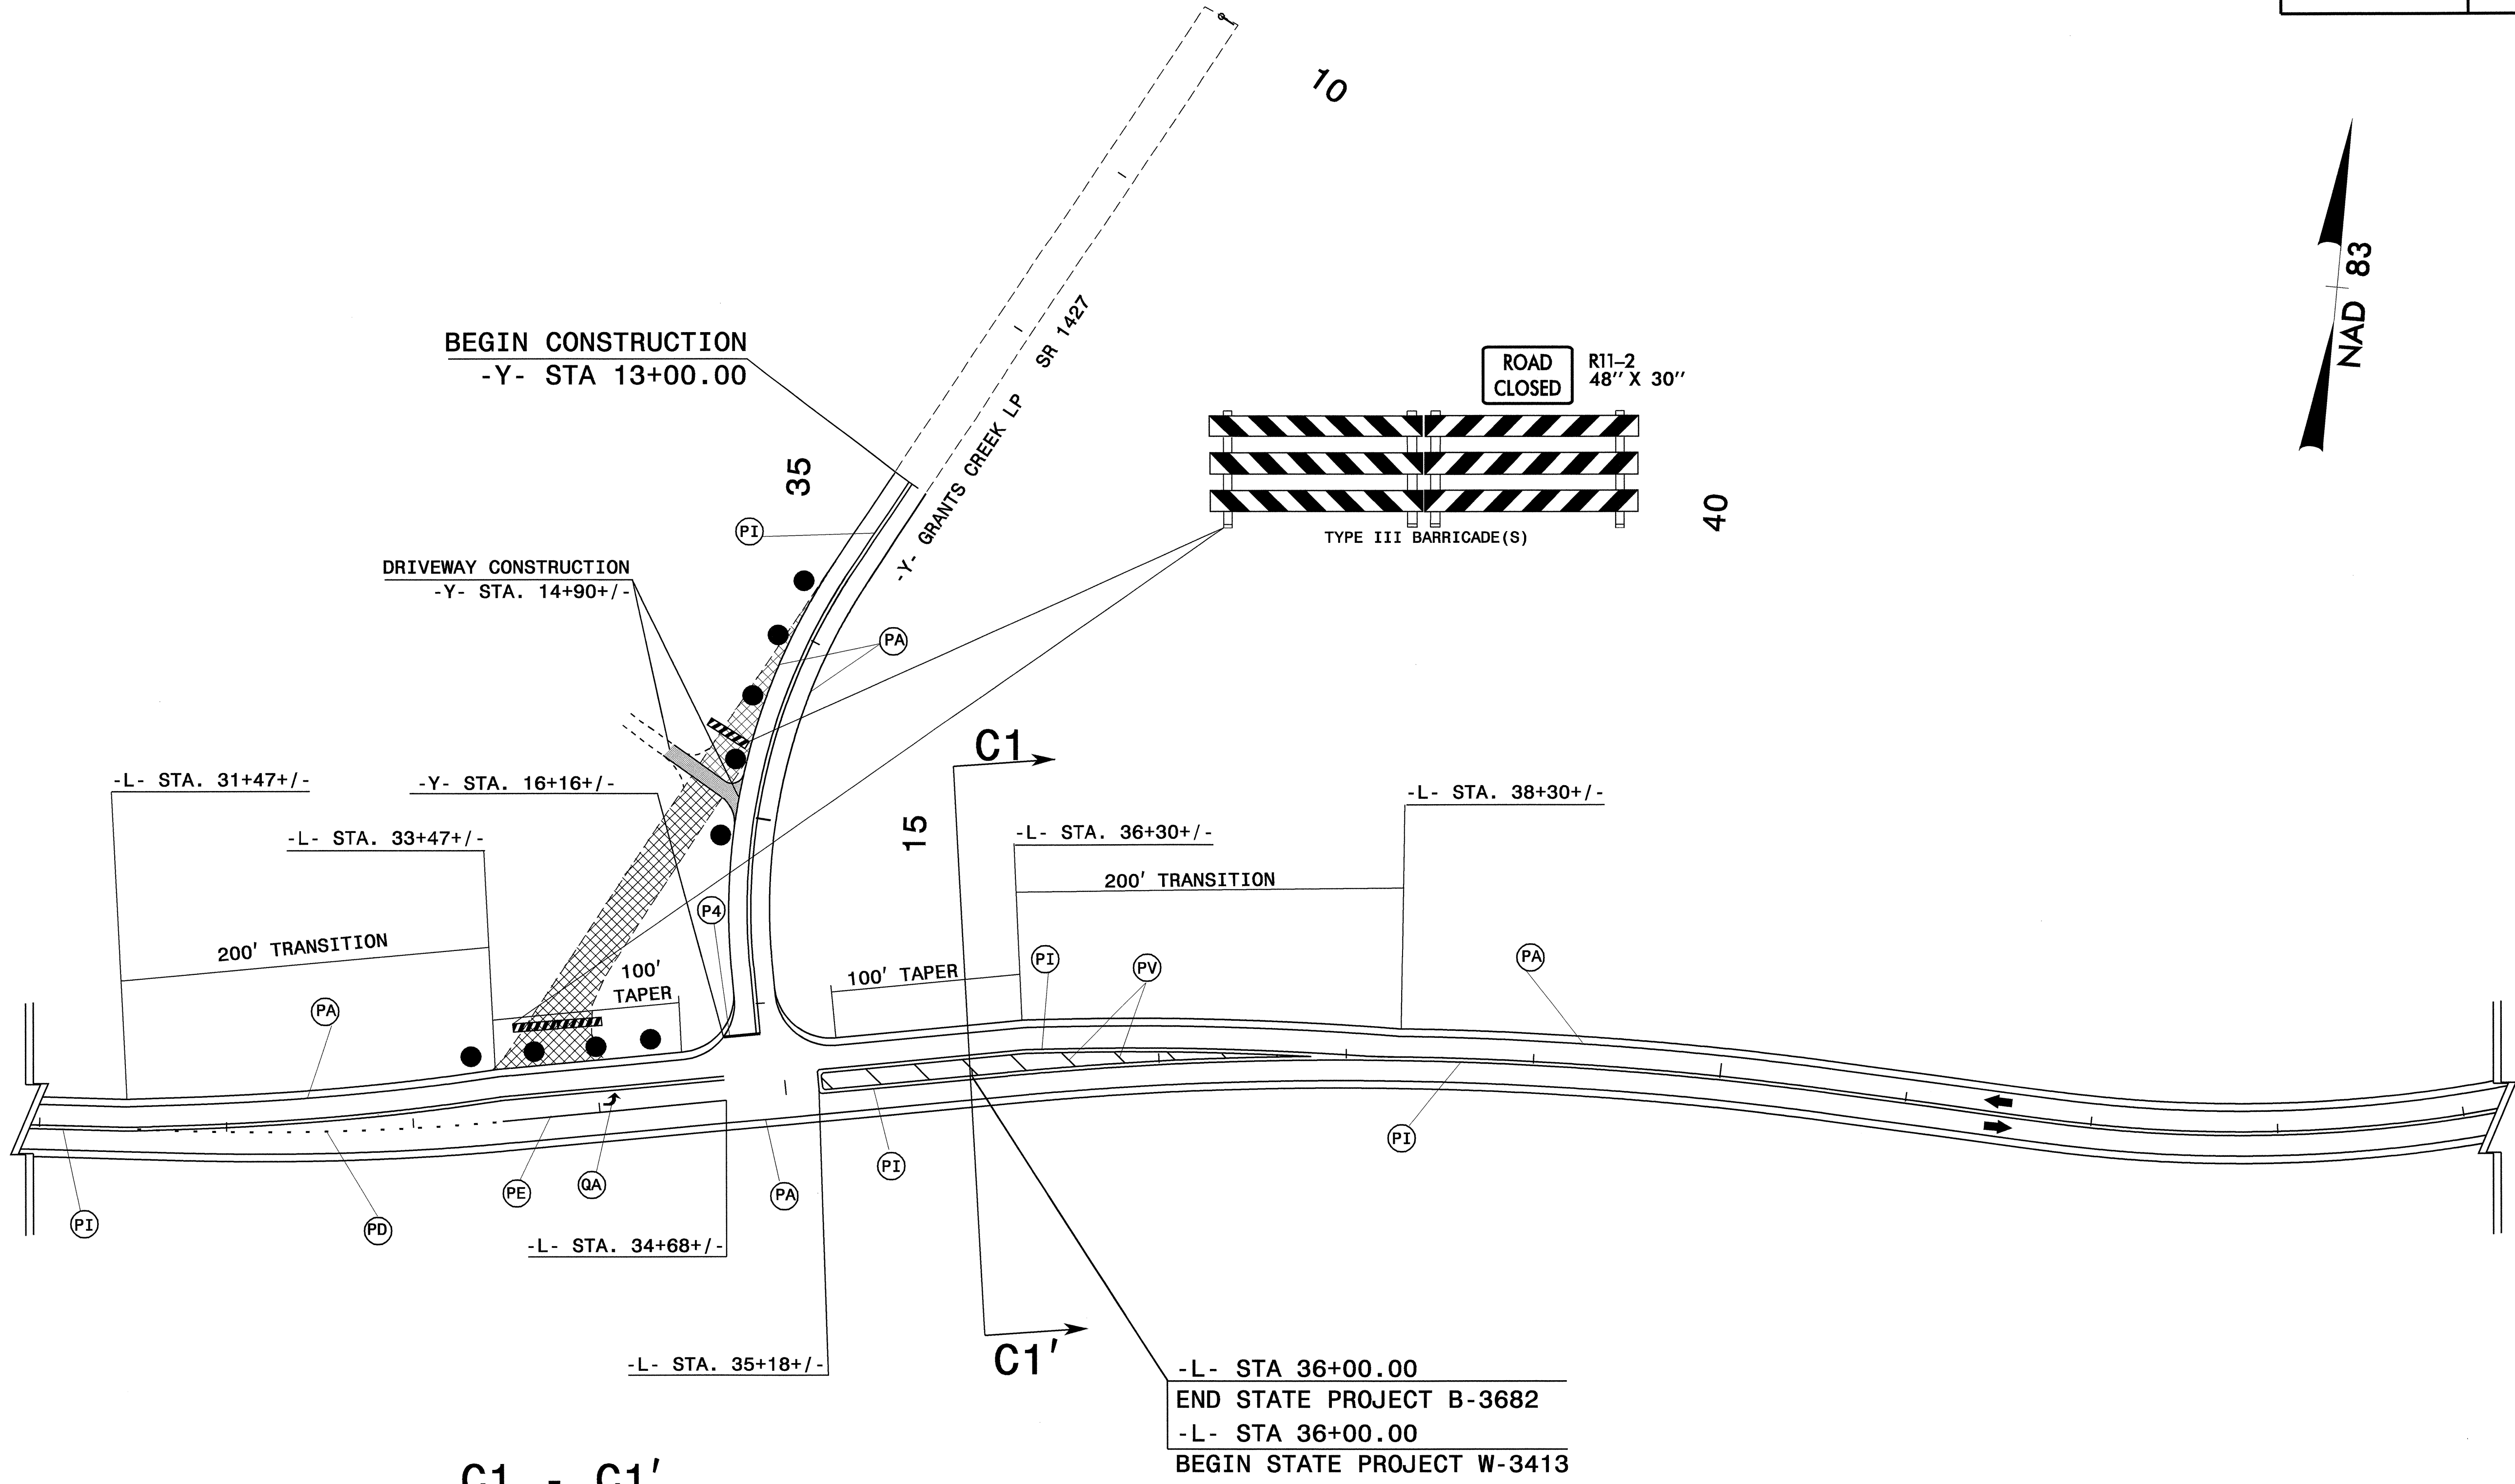 10
NAD 83
BEGIN CONSTRUCTION
-Y- STA 13+00.00
-Y- GRANTS CREEK LP SR 1427
ROAD
CLOSED
R11-2
48" X 30"
TYPE III BARRICADE(S)
35
40
PI
DRIVEWAY CONSTRUCTION
-Y- STA. 14+90+/-
PA
C1
-L- STA. 31+47+/-
-Y- STA. 16+16+/-
-L- STA. 38+30+/-
-L- STA. 33+47+/-
15
-L- STA. 36+30+/-
200' TRANSITION
P4
200' TRANSITION
100'
TAPER
100' TAPER
PI
PV
PA
PA
PI
PD
PE
QA
PA
PI
PI
-L- STA. 34+68+/-
-L- STA. 35+18+/-
C1'
-L- STA 36+00.00
END STATE PROJECT B-3682
-L- STA 36+00.00
BEGIN STATE PROJECT W-3413
C1 - C1'